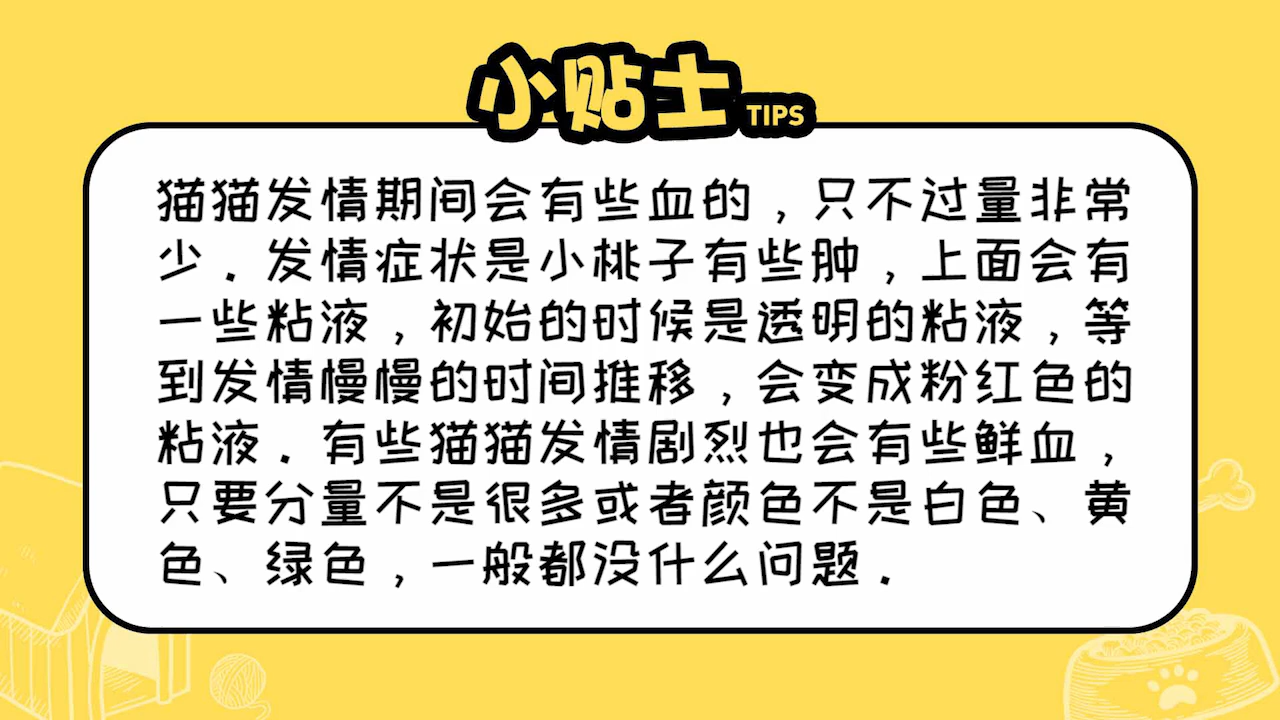 小贴士 TIPS
猫猫发情期间会有些血的，只不过量非常
少．发情症状是小桃子有些肿，上面会有
一些粘液，初始的时候是透明的粘液，等
到发情慢慢的时间推移，会变成粉红色的
粘液．有些猫猫发情剧烈也会有些鲜血，
只要分量不是很多或者颜色不是白色、黄
色、绿色，一般都没什么问题．